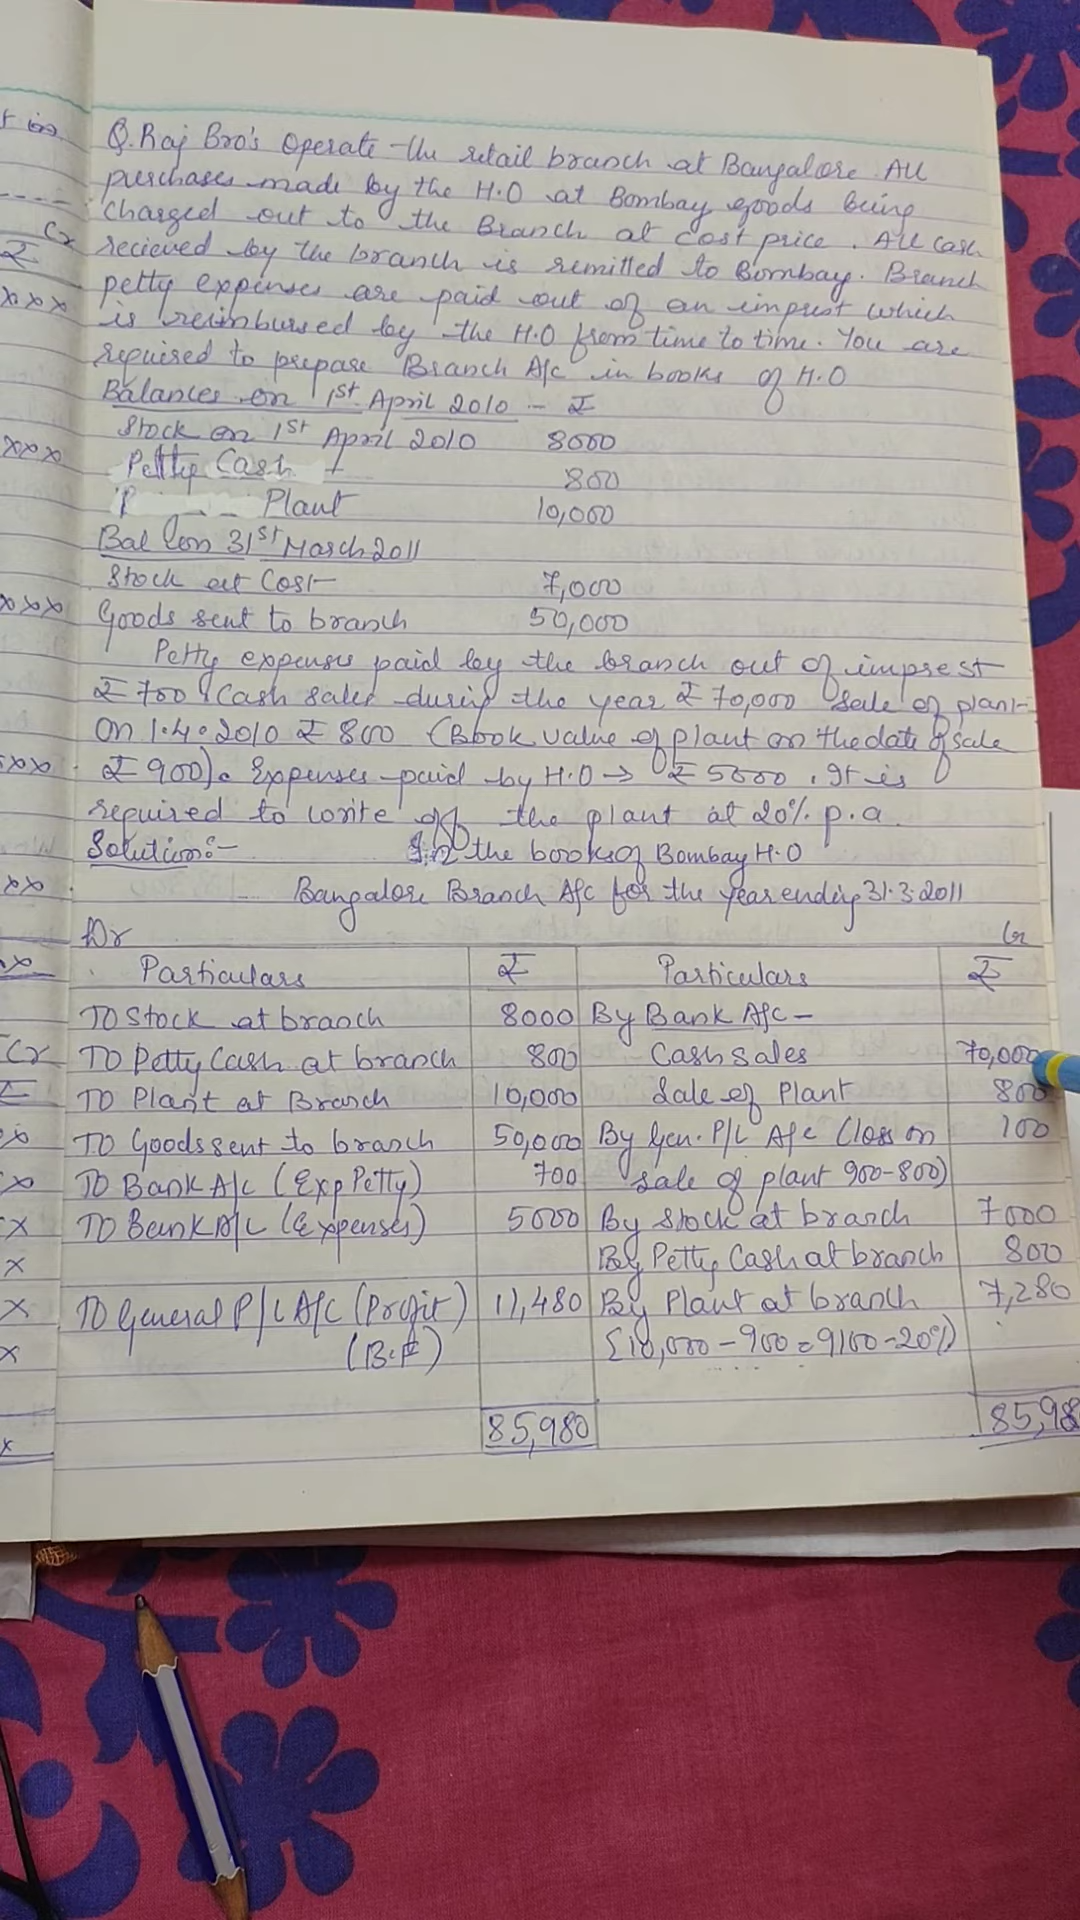 Q. Raj Bro's Operate the retail branch at Bangalore. All
purchases made by the H.O at Bombay goods being
charged out to the Branch at cost price. All cash
recieved by the branch is remitted to Bombay. Branch
petty expenses are paid out of an imprest which
is reimbursed by the H.O from time to time. You are
required to prepare Branch A/c in books of H.O
Balances on 1st April 2010 - ₹
Stock on 1st April 2010 8000
Petty Cash 800
Plant 10,000
Bal on 31st March 2011
Stock at Cost 7,000
Goods sent to branch 50,000
Petty expenses paid by the branch out of imprest
₹ 700. Cash sales during the year ₹ 70,000 Sale of plant
on 1.4.2010 ₹ 800 (Book value of plant on the date of sale
₹ 900). Expenses paid by H.O → ₹ 5000. It is
required to write off the plant at 20% p.a.
Solution:- In the books of Bombay H.O
Bangalore Branch A/c for the year ending 31.3.2011
Dr Cr
Particulars ₹ Particulars ₹
TO Stock at branch 8000 By Bank A/c -
TO Petty Cash at branch 800 Cash sales 70,000
TO Plant at Branch 10,000 Sale of Plant 800
TO Goods sent to branch 50,000 By Gen. P/L A/c (loss on 100
TO Bank A/c (Exp Petty) 700 sale of plant 900-800)
TO Bank A/c (Expenses) 5000 By Stock at branch 7000
By Petty Cash at branch 800
TO General P/L A/c (Profit) 11,480 By Plant at branch 7,280
(B.F) {10,000 - 900 = 9100 - 20%)
85,980 85,98